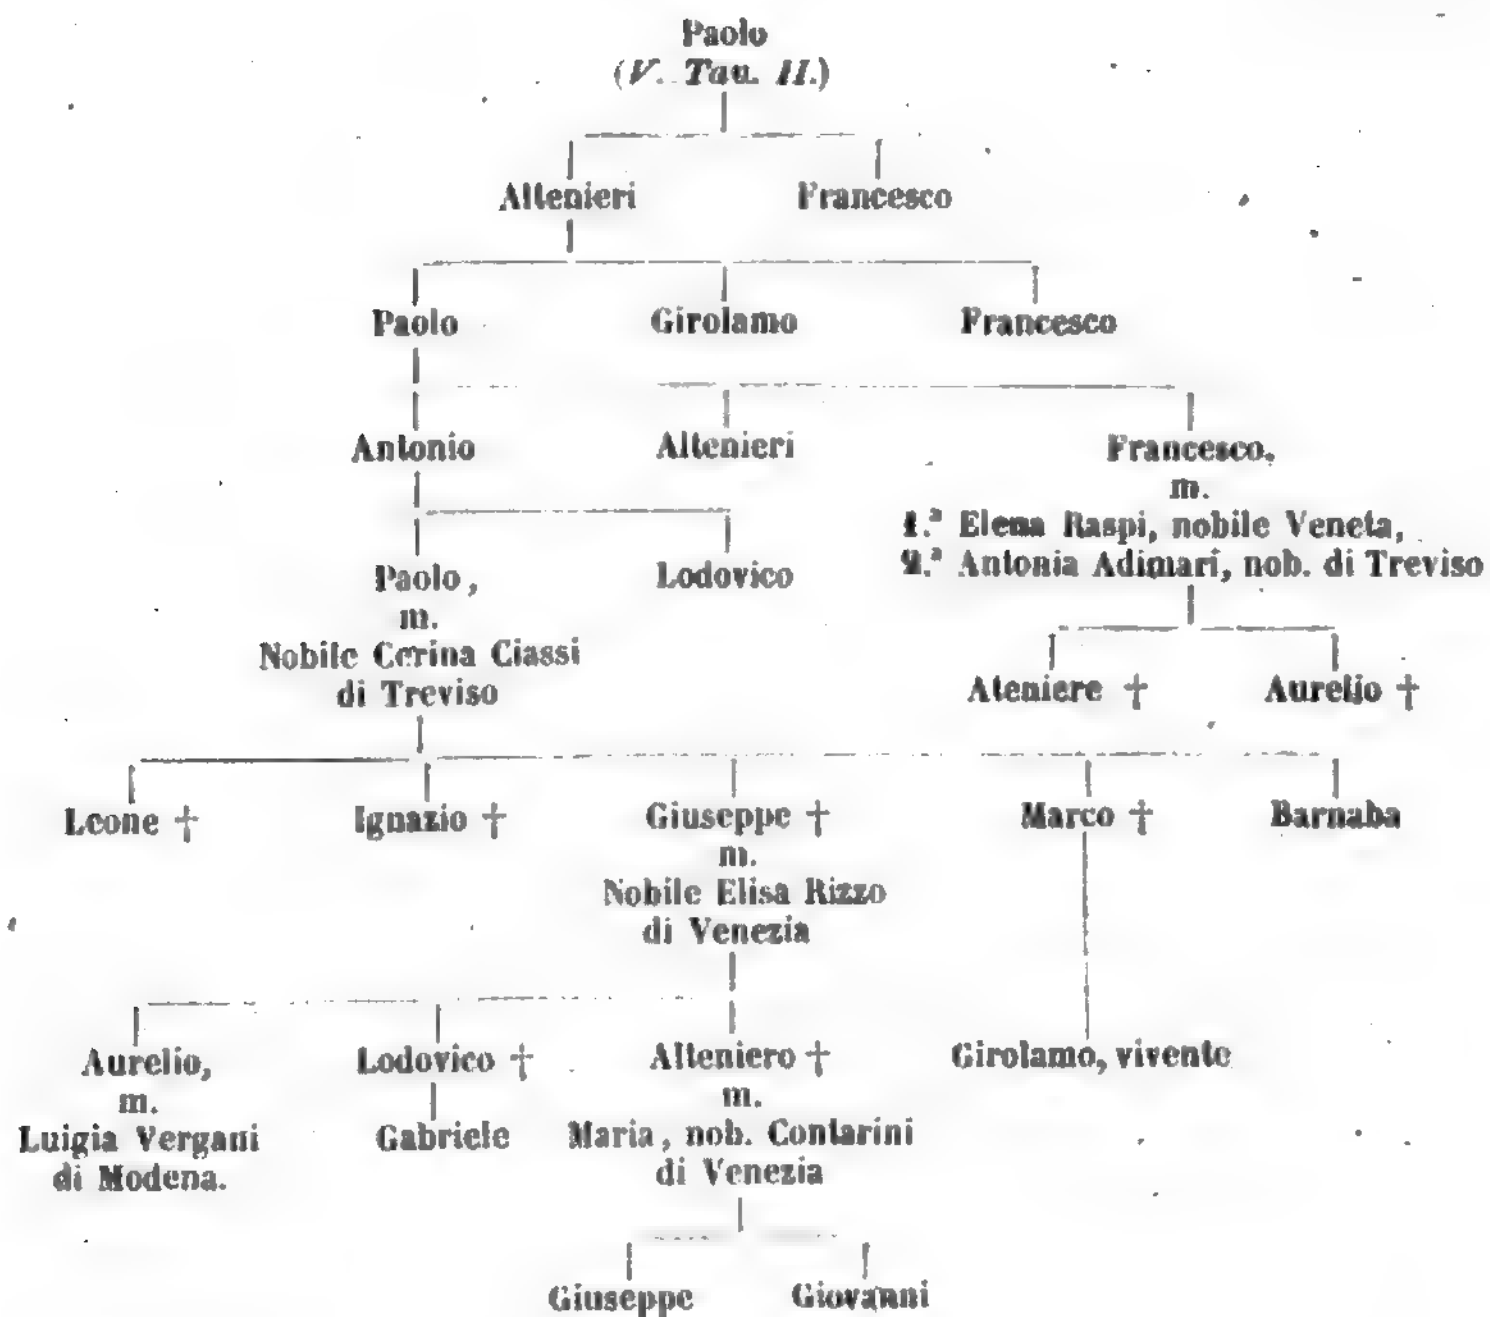 Paolo
(V. Tav. II.)
Altenieri Francesco
Paolo Girolamo Francesco
Antonio Altenieri Francesco,
m.
1.ª Elena Raspi, nobile Veneta,
2.ª Antonia Adimari, nob. di Treviso
Paolo, Lodovico
m.
Nobile Cerina Ciassi
di Treviso
Ateniere † Aurelio †
Leone † Ignazio † Giuseppe † Marco † Barnaba
m.
Nobile Elisa Rizzo
di Venezia
Aurelio, Lodovico † Alteniero † Girolamo, vivente
m. m.
Luigia Vergani Gabriele Maria, nob. Contarini
di Modena. di Venezia
Giuseppe Giovanni